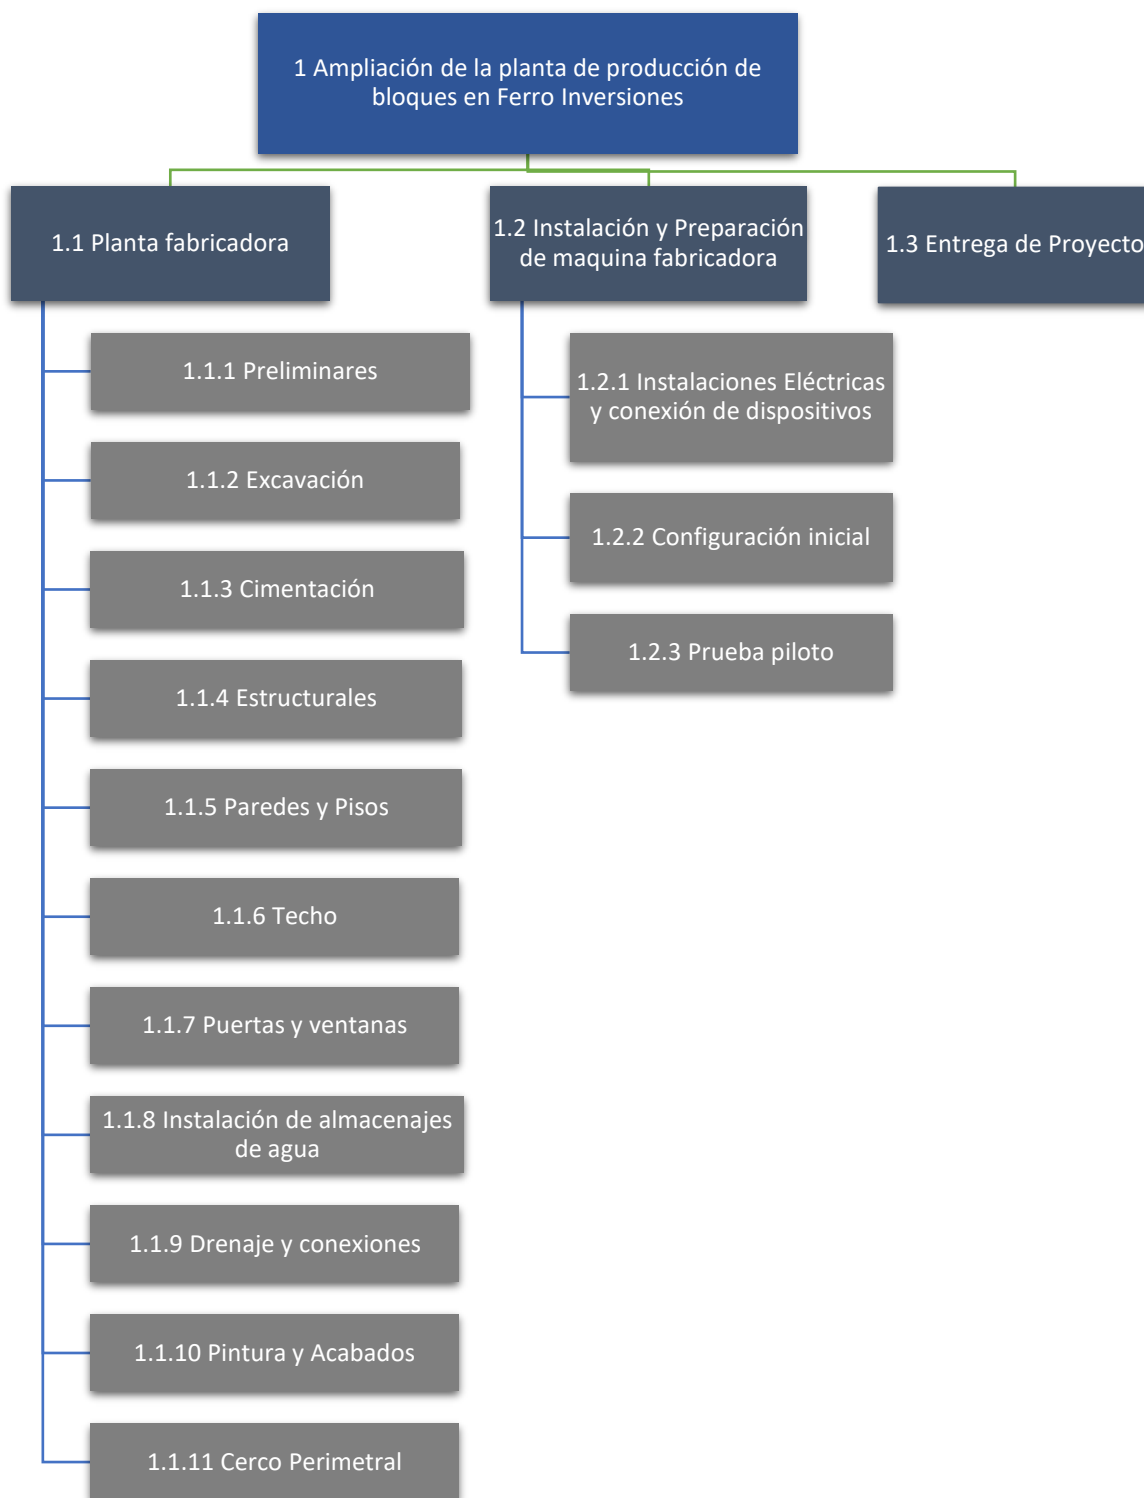 1 Ampliación de la planta de producción de
bloques en Ferro Inversiones
1.1 Planta fabricadora
1.2 Instalación y Preparación
de maquina fabricadora
1.3 Entrega de Proyecto
1.1.1 Preliminares
1.1.2 Excavación
1.1.3 Cimentación
1.1.4 Estructurales
1.1.5 Paredes y Pisos
1.1.6 Techo
1.1.7 Puertas y ventanas
1.1.8 Instalación de almacenajes
de agua
1.1.9 Drenaje y conexiones
1.1.10 Pintura y Acabados
1.1.11 Cerco Perimetral
1.2.1 Instalaciones Eléctricas
y conexión de dispositivos
1.2.2 Configuración inicial
1.2.3 Prueba piloto